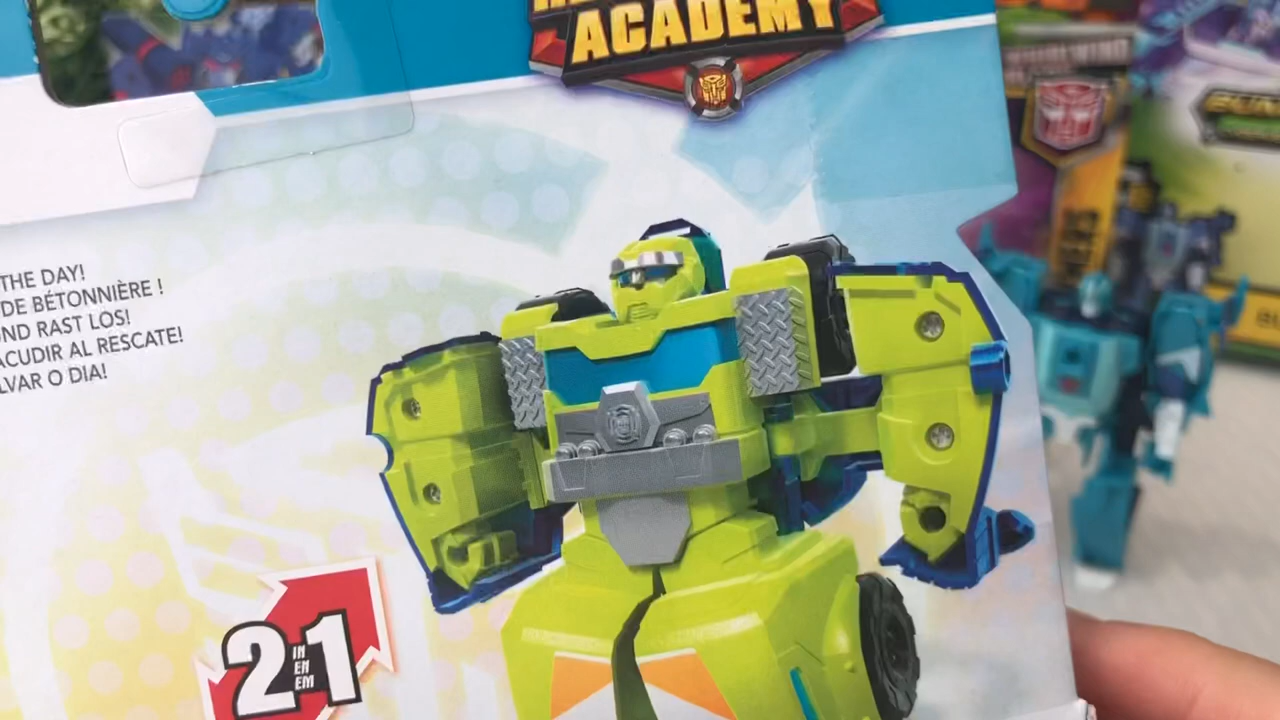 ACADEMY
THE DAY!
DE BÉTONNIÈRE !
ND RAST LOS!
ACUDIR AL RESCATE!
LVAR O DIA!
2 IN EN EM 1